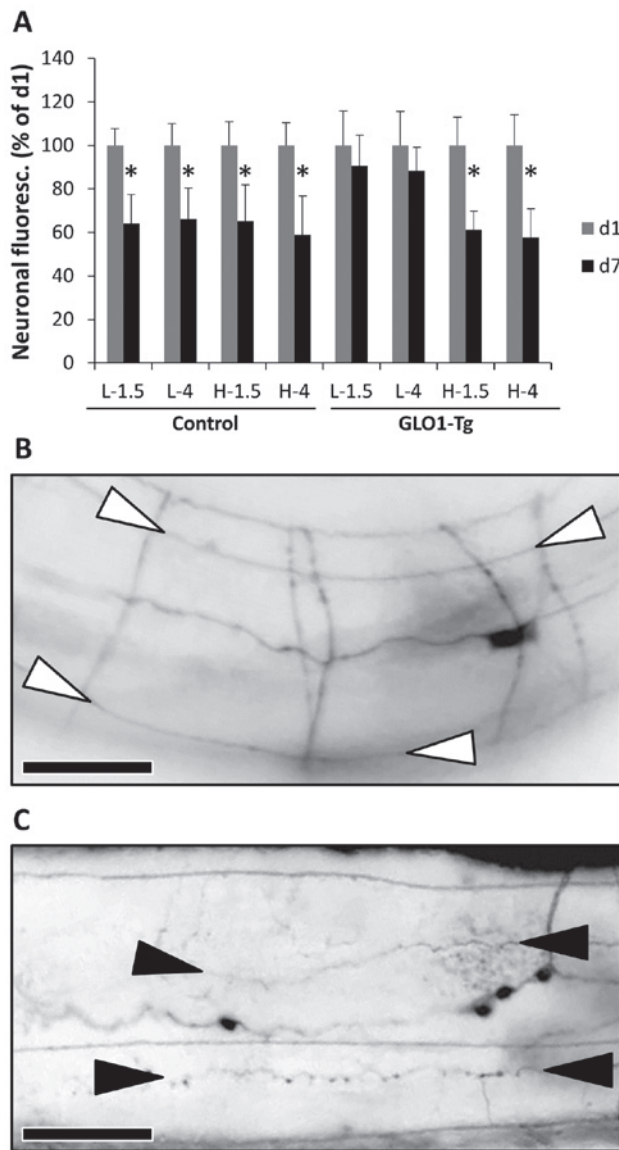 A
Neuronal fluoresc. (% of d1)
140
120
100
80
60
40
20
0
* * * * * *
d1
d7
L-1.5 L-4 H-1.5 H-4 L-1.5 L-4 H-1.5 H-4
Control GLO1-Tg
B
C